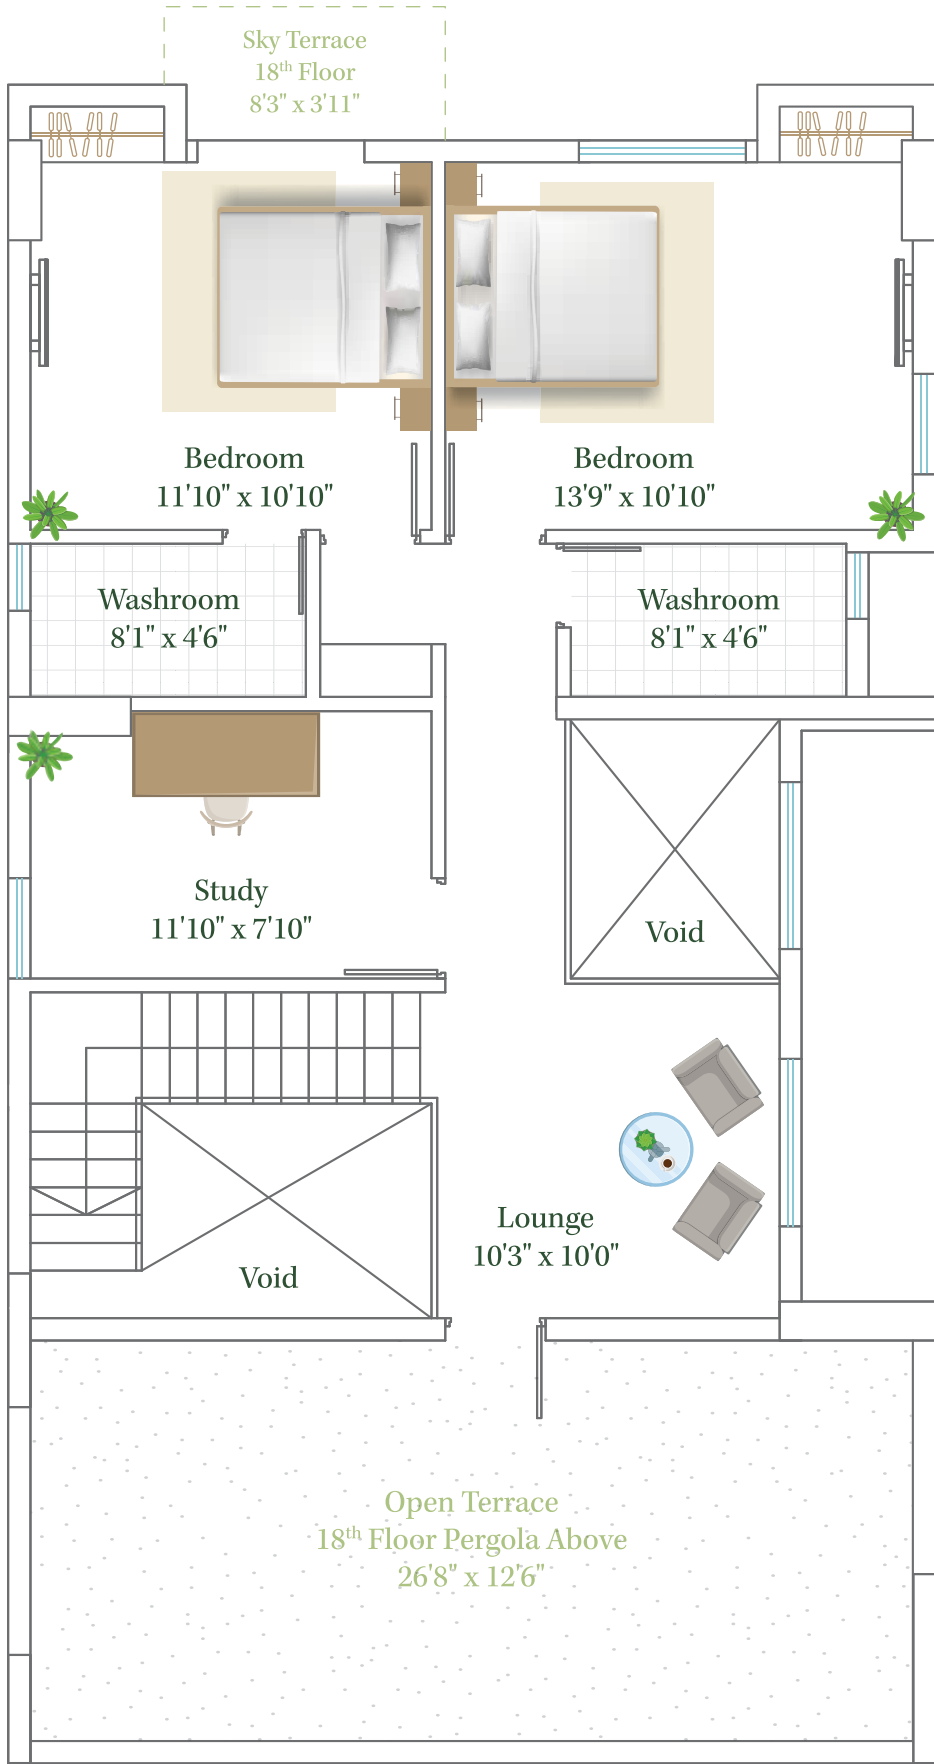 Sky Terrace
18th Floor
8'3" x 3'11"
Bedroom
11'10" x 10'10"
Bedroom
13'9" x 10'10"
Washroom
8'1" x 4'6"
Washroom
8'1" x 4'6"
Study
11'10" x 7'10"
Void
Lounge
10'3" x 10'0"
Void
Open Terrace
18th Floor Pergola Above
26'8" x 12'6"